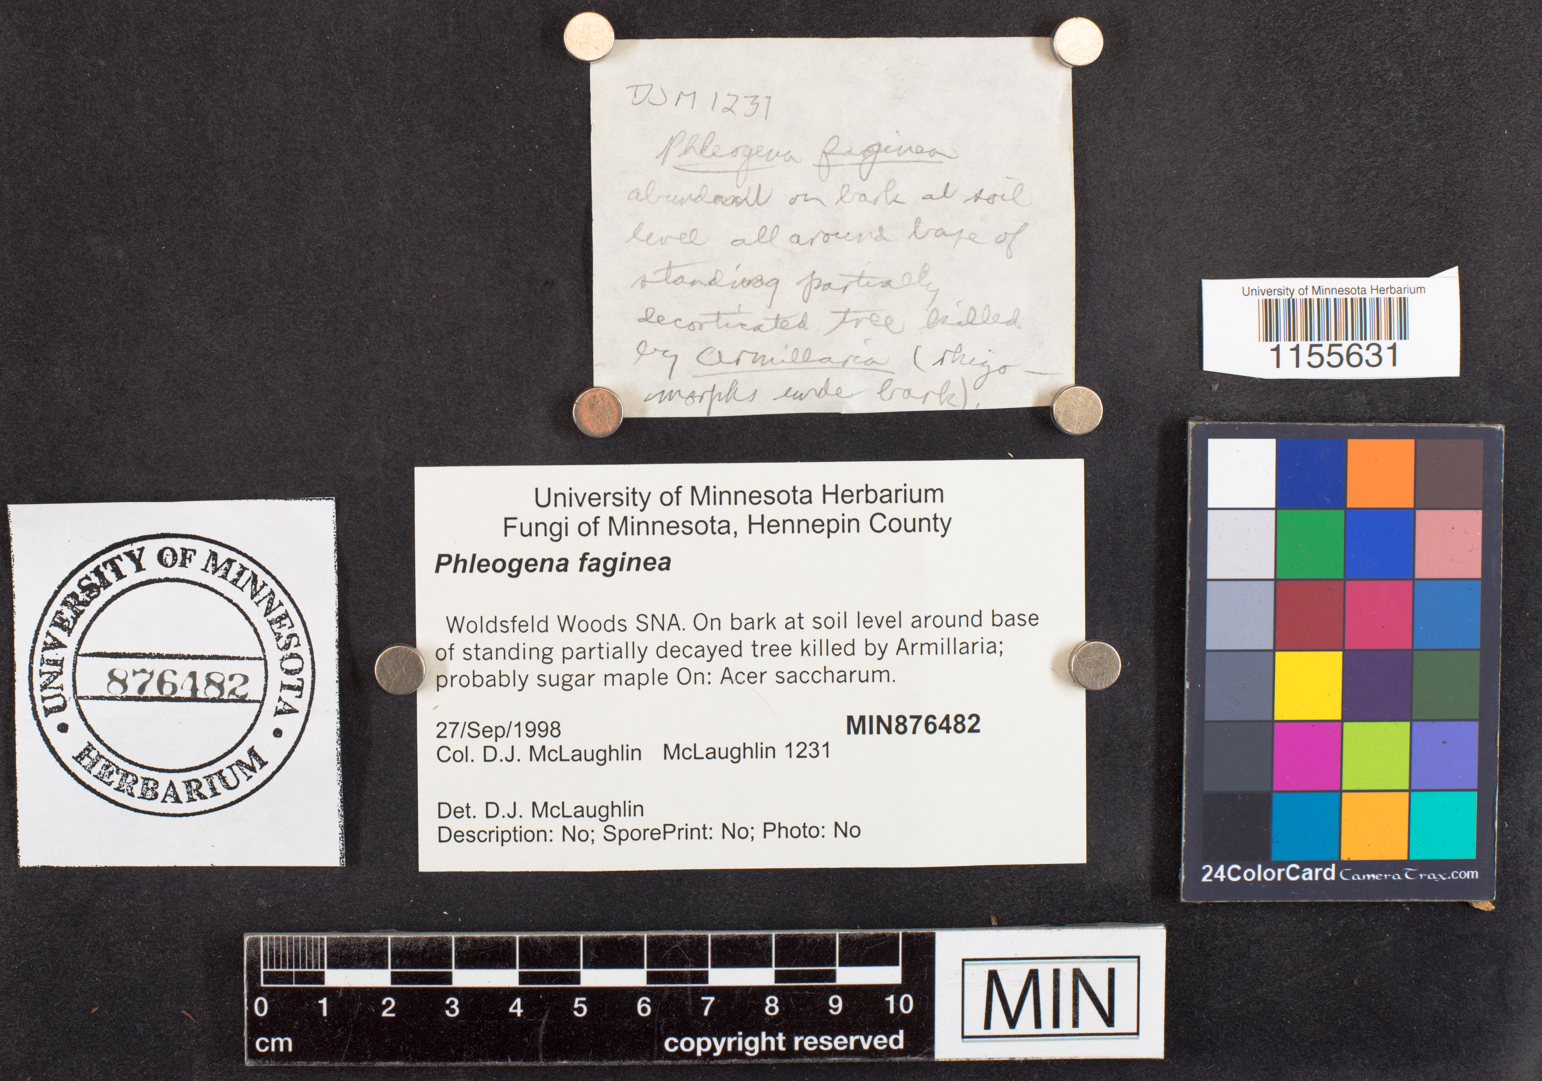 DJM 1231
Phleogena faginea
abundant on bark at soil
level all around base of
standing partially
decorticated tree killed
by Armillaria (rhizo-
morphs unde bark).
University of Minnesota Herbarium
1155631
University of Minnesota Herbarium
Fungi of Minnesota, Hennepin County
Phleogena faginea
Woldsfeld Woods SNA. On bark at soil level around base
of standing partially decayed tree killed by Armillaria;
probably sugar maple On: Acer saccharum.
27/Sep/1998
MIN876482
Col. D.J. McLaughlin McLaughlin 1231
Det. D.J. McLaughlin
Description: No; SporePrint: No; Photo: No
UNIVERSITY OF MINNESOTA
876482
HERBARIUM
24ColorCard CameraTrax.com
0 1 2 3 4 5 6 7 8 9 10
cm copyright reserved
MIN